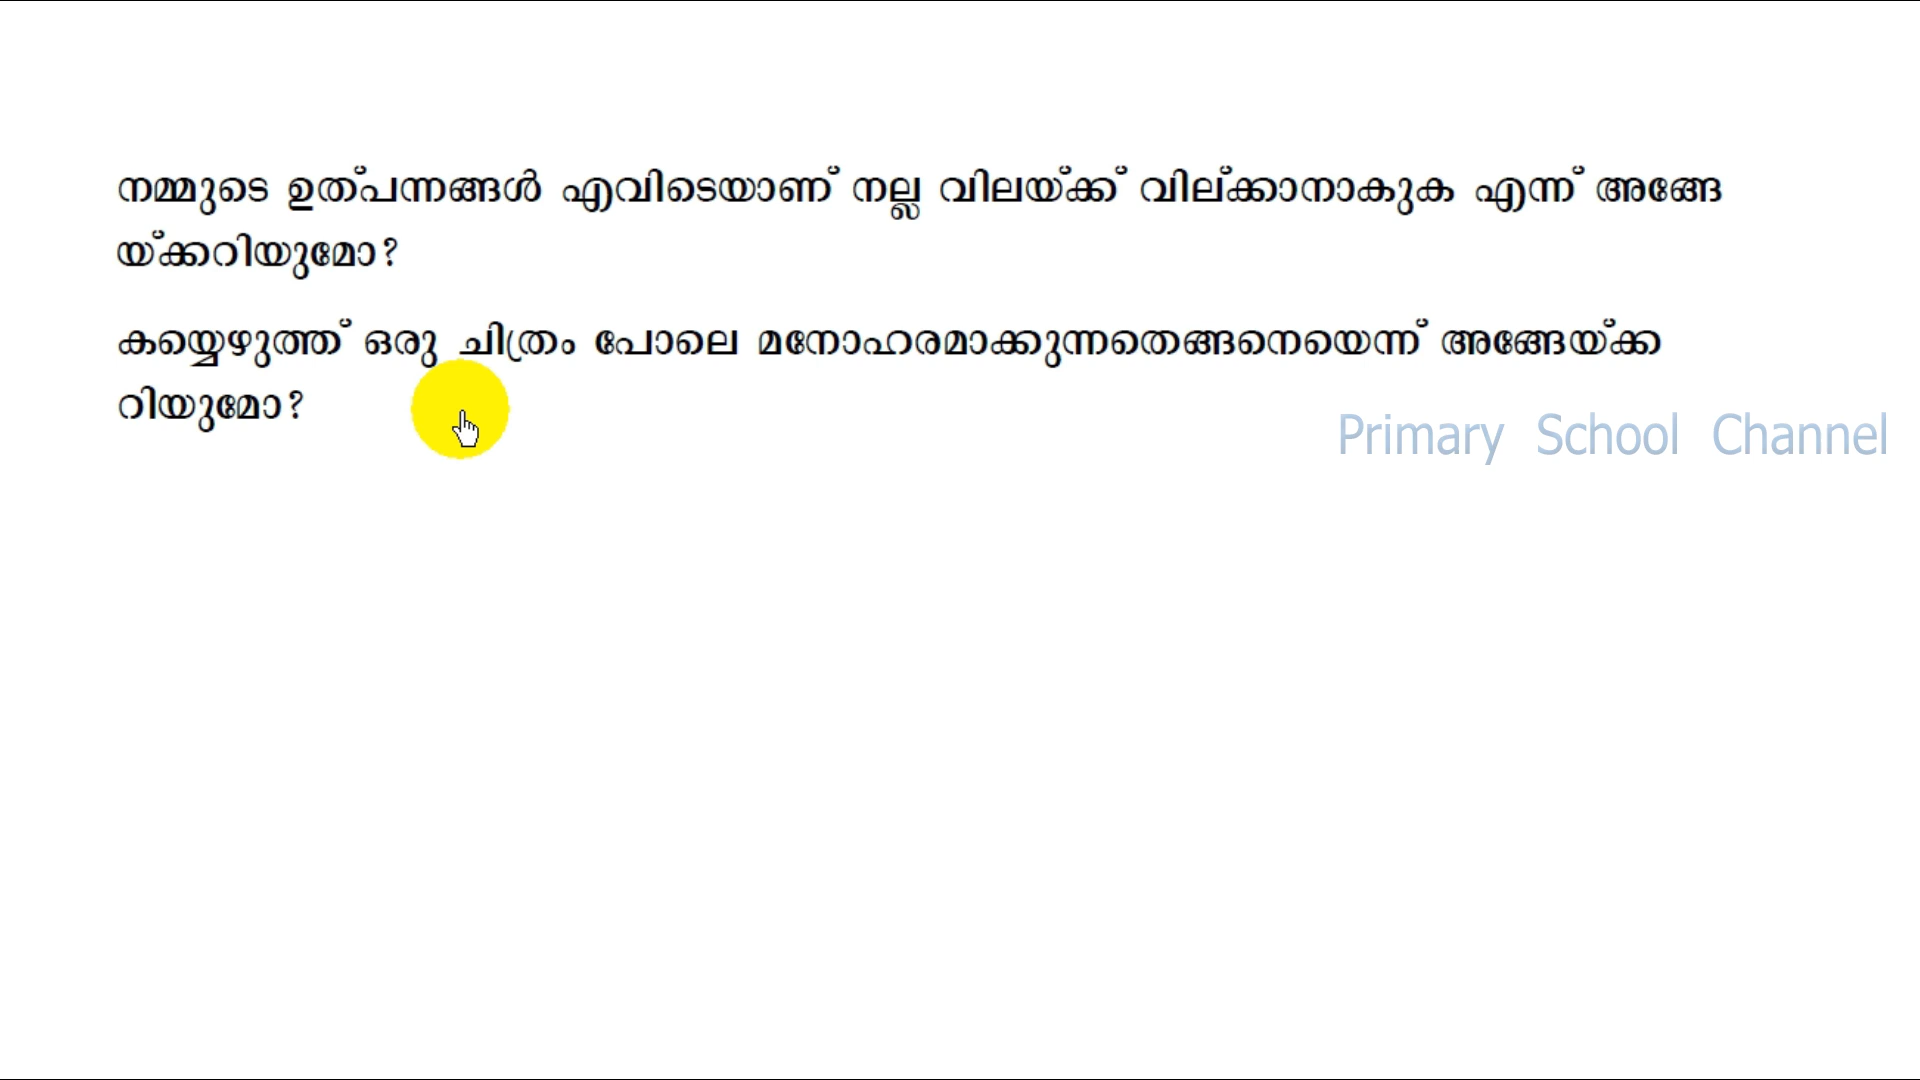 നമ്മുടെ ഉത്പന്നങ്ങൾ എവിടെയാണ് നല്ല വിലയ്ക്ക് വില്ക്കാനാകുക എന്ന് അങ്ങേ
യ്ക്കറിയുമോ?
കയ്യെഴുത്ത് ഒരു ചിത്രം പോലെ മനോഹരമാക്കുന്നതെങ്ങനെയെന്ന് അങ്ങേയ്ക്ക
റിയുമോ?
Primary School Channel